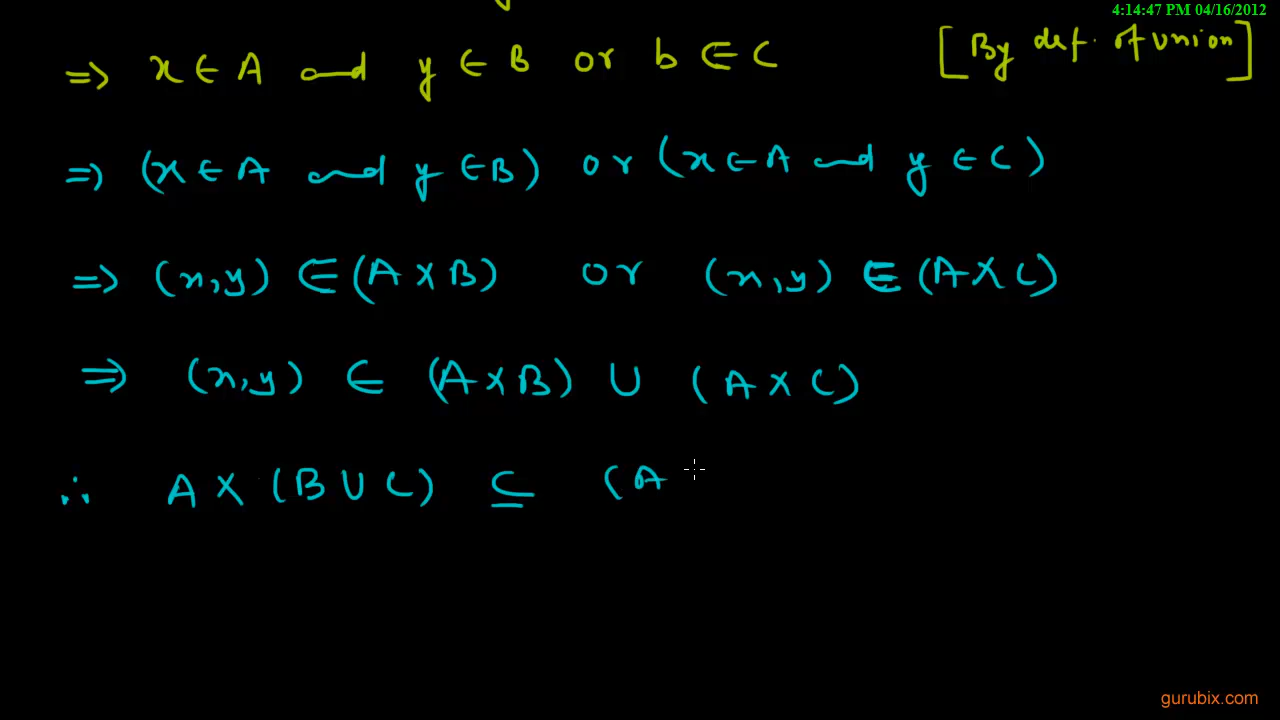 4:14:47 PM 04/16/2012
⇒ x ∈ A and y ∈ B or b ∈ C [By def. of union]
⇒ (x ∈ A and y ∈ B) or (x ∈ A and y ∈ C)
⇒ (x,y) ∈ (A X B) or (x,y) ∈ (A X C)
⇒ (x,y) ∈ (A X B) ∪ (A X C)
∴ A X (B ∪ C) ⊆ (A
gurubix.com